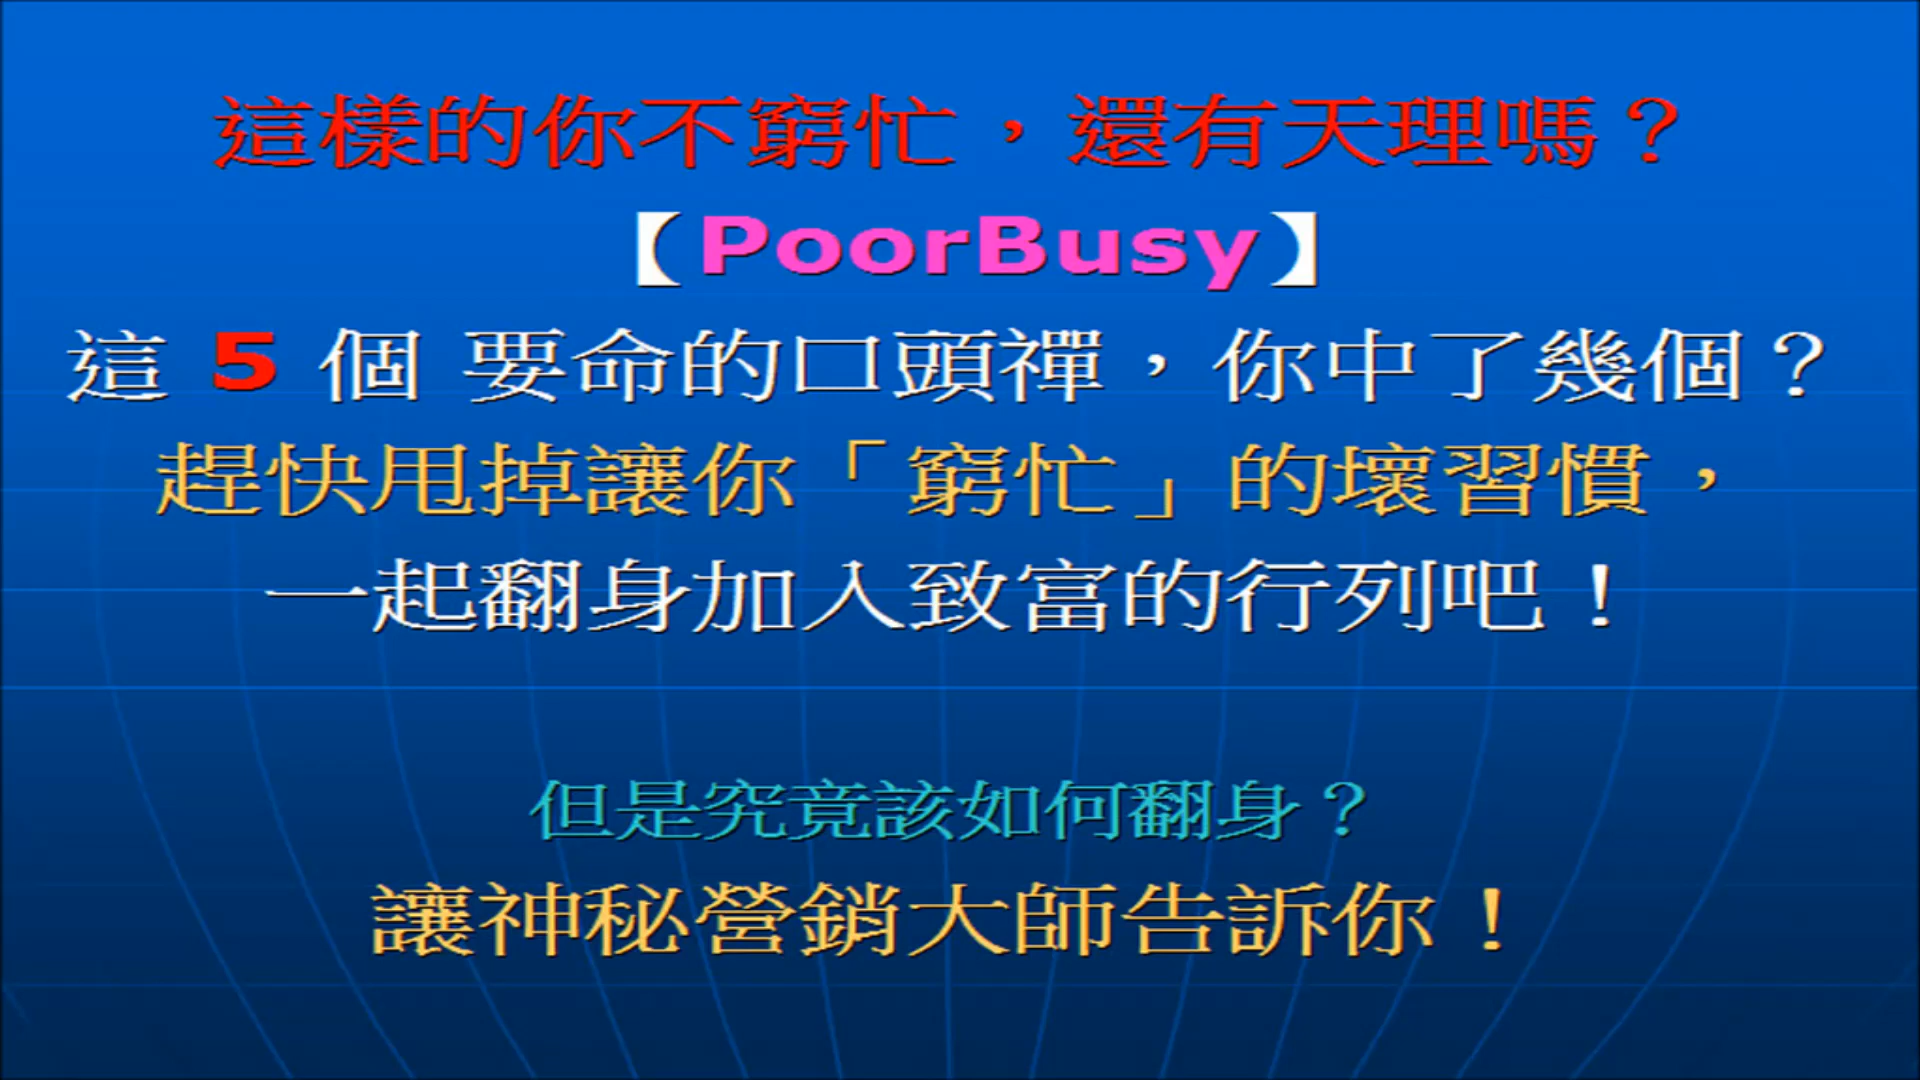 這樣的你不窮忙，還有天理嗎？
【PoorBusy】
這 5 個 要命的口頭禪，你中了幾個？
趕快甩掉讓你「窮忙」的壞習慣，
一起翻身加入致富的行列吧！
但是究竟該如何翻身？
讓神秘營銷大師告訴你！